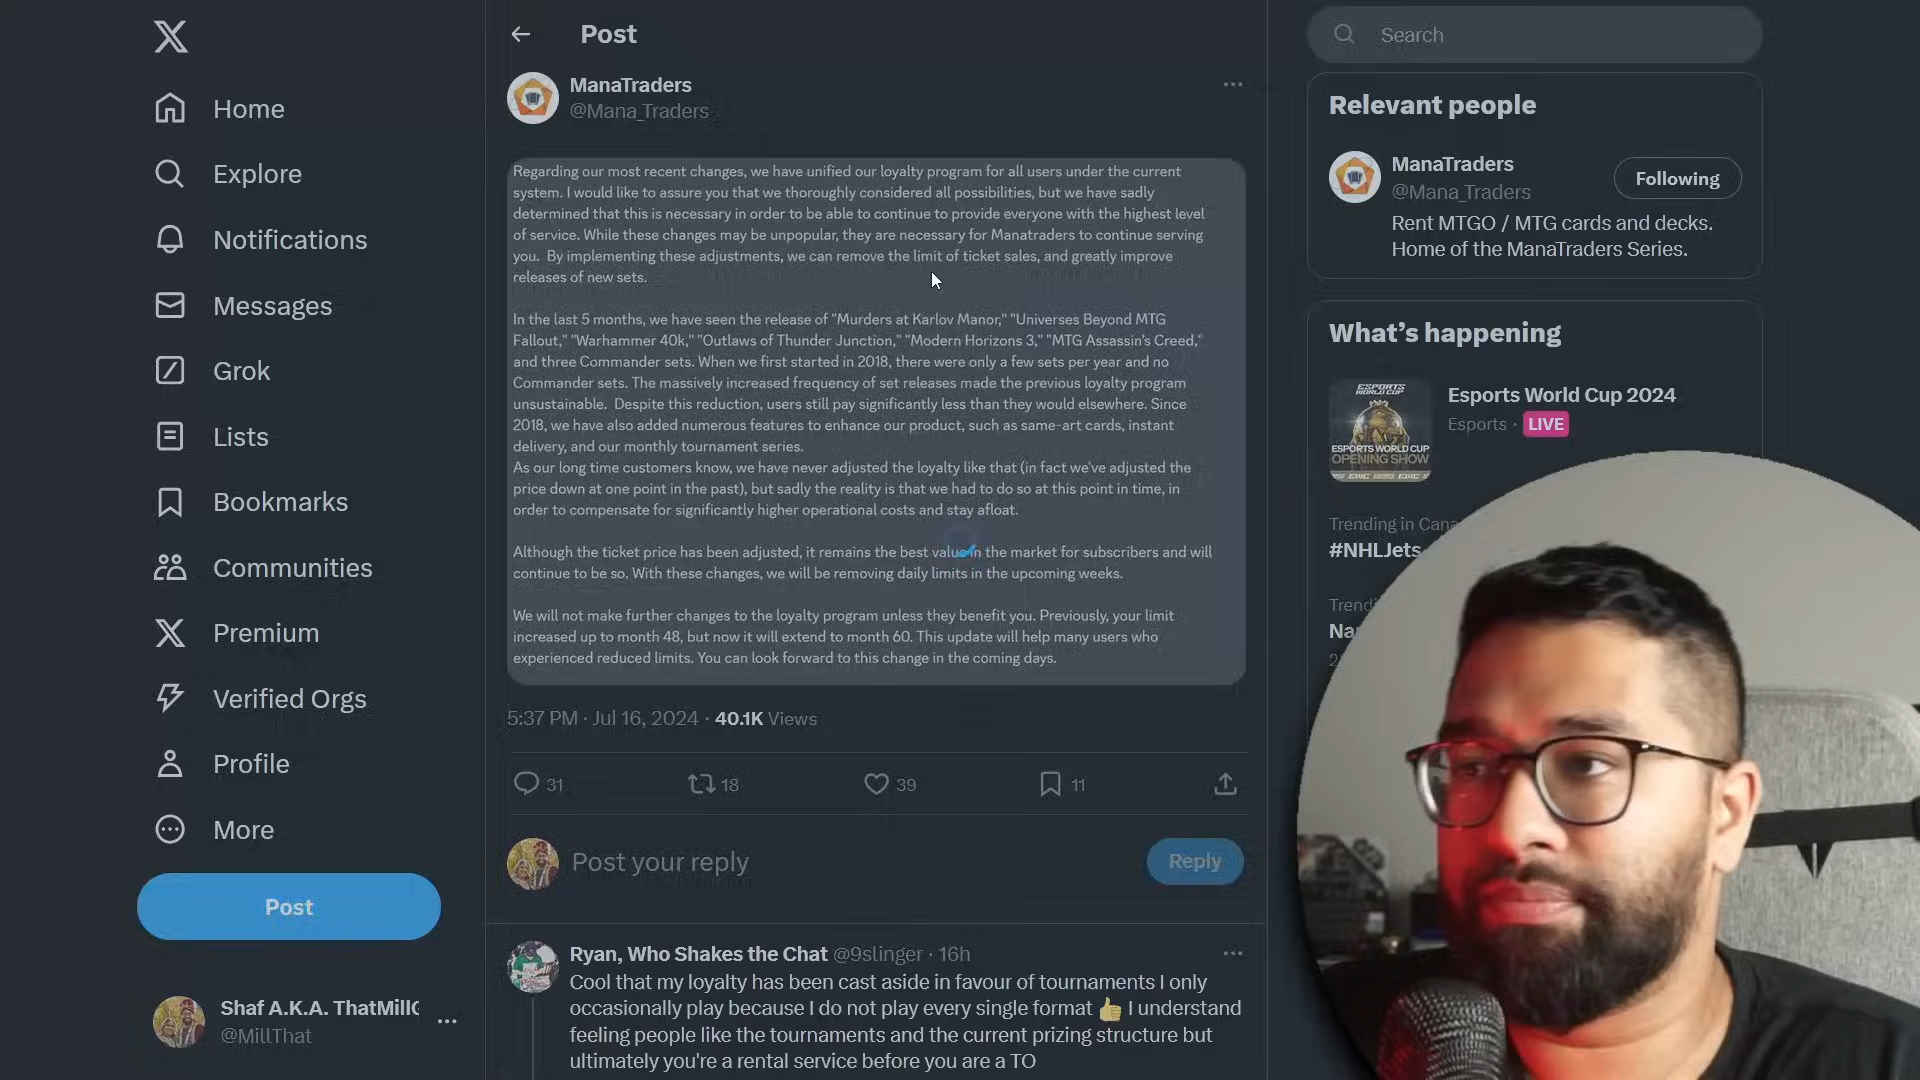 Post
Search
Home
Explore
Notifications
Messages
Grok
Lists
Bookmarks
Communities
Premium
Verified Orgs
Profile
More
Post
Shaf A.K.A. ThatMill
@MillThat
ManaTraders
@Mana_Traders
Regarding our most recent changes, we have unified our loyalty program for all users under the current
system. I would like to assure you that we thoroughly considered all possibilities, but we have sadly
determined that this is necessary in order to be able to continue to provide everyone with the highest level
of service. While these changes may be unpopular, they are necessary for Manatraders to continue serving
you. By implementing these adjustments, we can remove the limit of ticket sales, and greatly improve
releases of new sets.
In the last 5 months, we have seen the release of "Murders at Karlov Manor," "Universes Beyond MTG
Fallout," "Warhammer 40k," "Outlaws of Thunder Junction," "Modern Horizons 3," "MTG Assassin's Creed,"
and three Commander sets. When we first started in 2018, there were only a few sets per year and no
Commander sets. The massively increased frequency of set releases made the previous loyalty program
unsustainable. Despite this reduction, users still pay significantly less than they would elsewhere. Since
2018, we have also added numerous features to enhance our product, such as same-art cards, instant
delivery, and our monthly tournament series.
As our long time customers know, we have never adjusted the loyalty like that (in fact we've adjusted the
price down at one point in the past), but sadly the reality is that we had to do so at this point in time, in
order to compensate for significantly higher operational costs and stay afloat.
Although the ticket price has been adjusted, it remains the best value in the market for subscribers and will
continue to be so. With these changes, we will be removing daily limits in the upcoming weeks.
We will not make further changes to the loyalty program unless they benefit you. Previously, your limit
increased up to month 48, but now it will extend to month 60. This update will help many users who
experienced reduced limits. You can look forward to this change in the coming days.
5:37 PM · Jul 16, 2024 · 40.1K Views
31
18
39
11
Post your reply
Reply
Ryan, Who Shakes the Chat @9slinger · 16h
Cool that my loyalty has been cast aside in favour of tournaments I only
occasionally play because I do not play every single format 👍 I understand
feeling people like the tournaments and the current prizing structure but
ultimately you're a rental service before you are a TO
Relevant people
ManaTraders
@Mana_Traders
Following
Rent MTGO / MTG cards and decks.
Home of the ManaTraders Series.
What's happening
ESPORTS
WORLD CUP
ESPORTS WORLD CUP
OPENING SHOW
Esports World Cup 2024
Esports · LIVE
Trending in Cana
#NHLJets
Trendi
Na
2